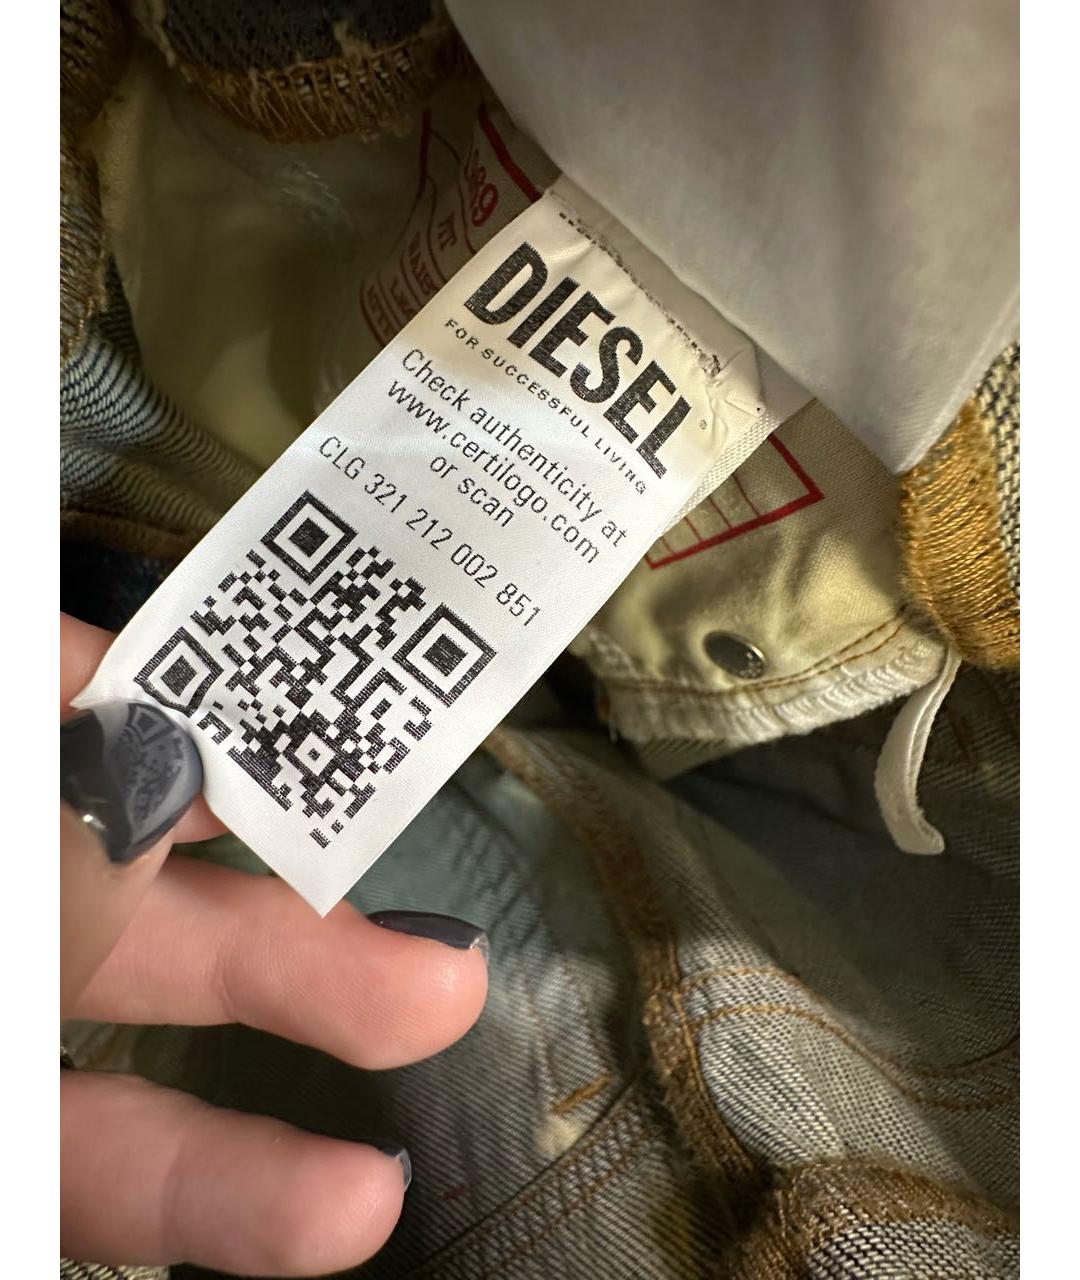 DIESEL®
FOR SUCCESSFUL LIVING
Check authenticity at
www.certilogo.com
or scan
CLG 321 212 002 851